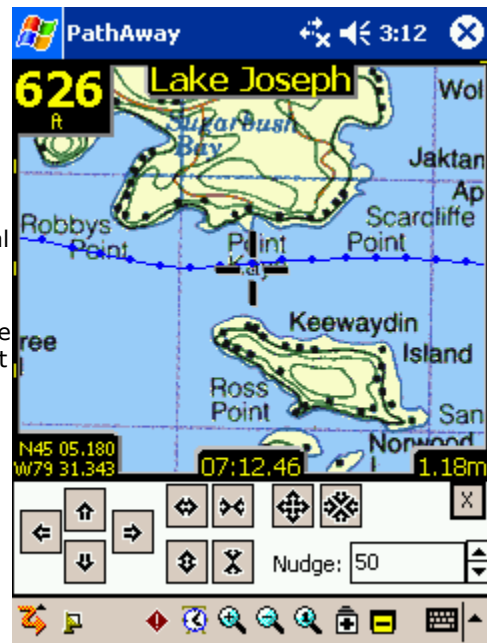 PathAway 3:12
626
ft
Lake Joseph
Wol
Sugarbush
Bay
Jaktan
Ap
Scarcliffe
Point
Robbys
Point
Point
al
e
t
ree
Keewaydin
Island
Ross
Point
San
Norwood
N45 05.180
W79 31.343
07:12.46
1.18m
X
Nudge: 50